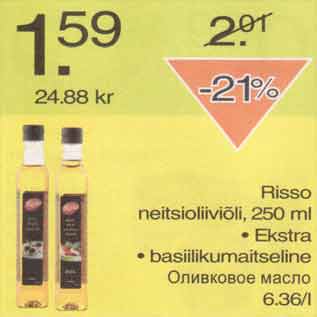 1.59
2.01
24.88 kr
-21%
Risso
neitsioliiviõli, 250 ml
• Ekstra
• basiilikumaitseline
Оливковое масло
6.36/l